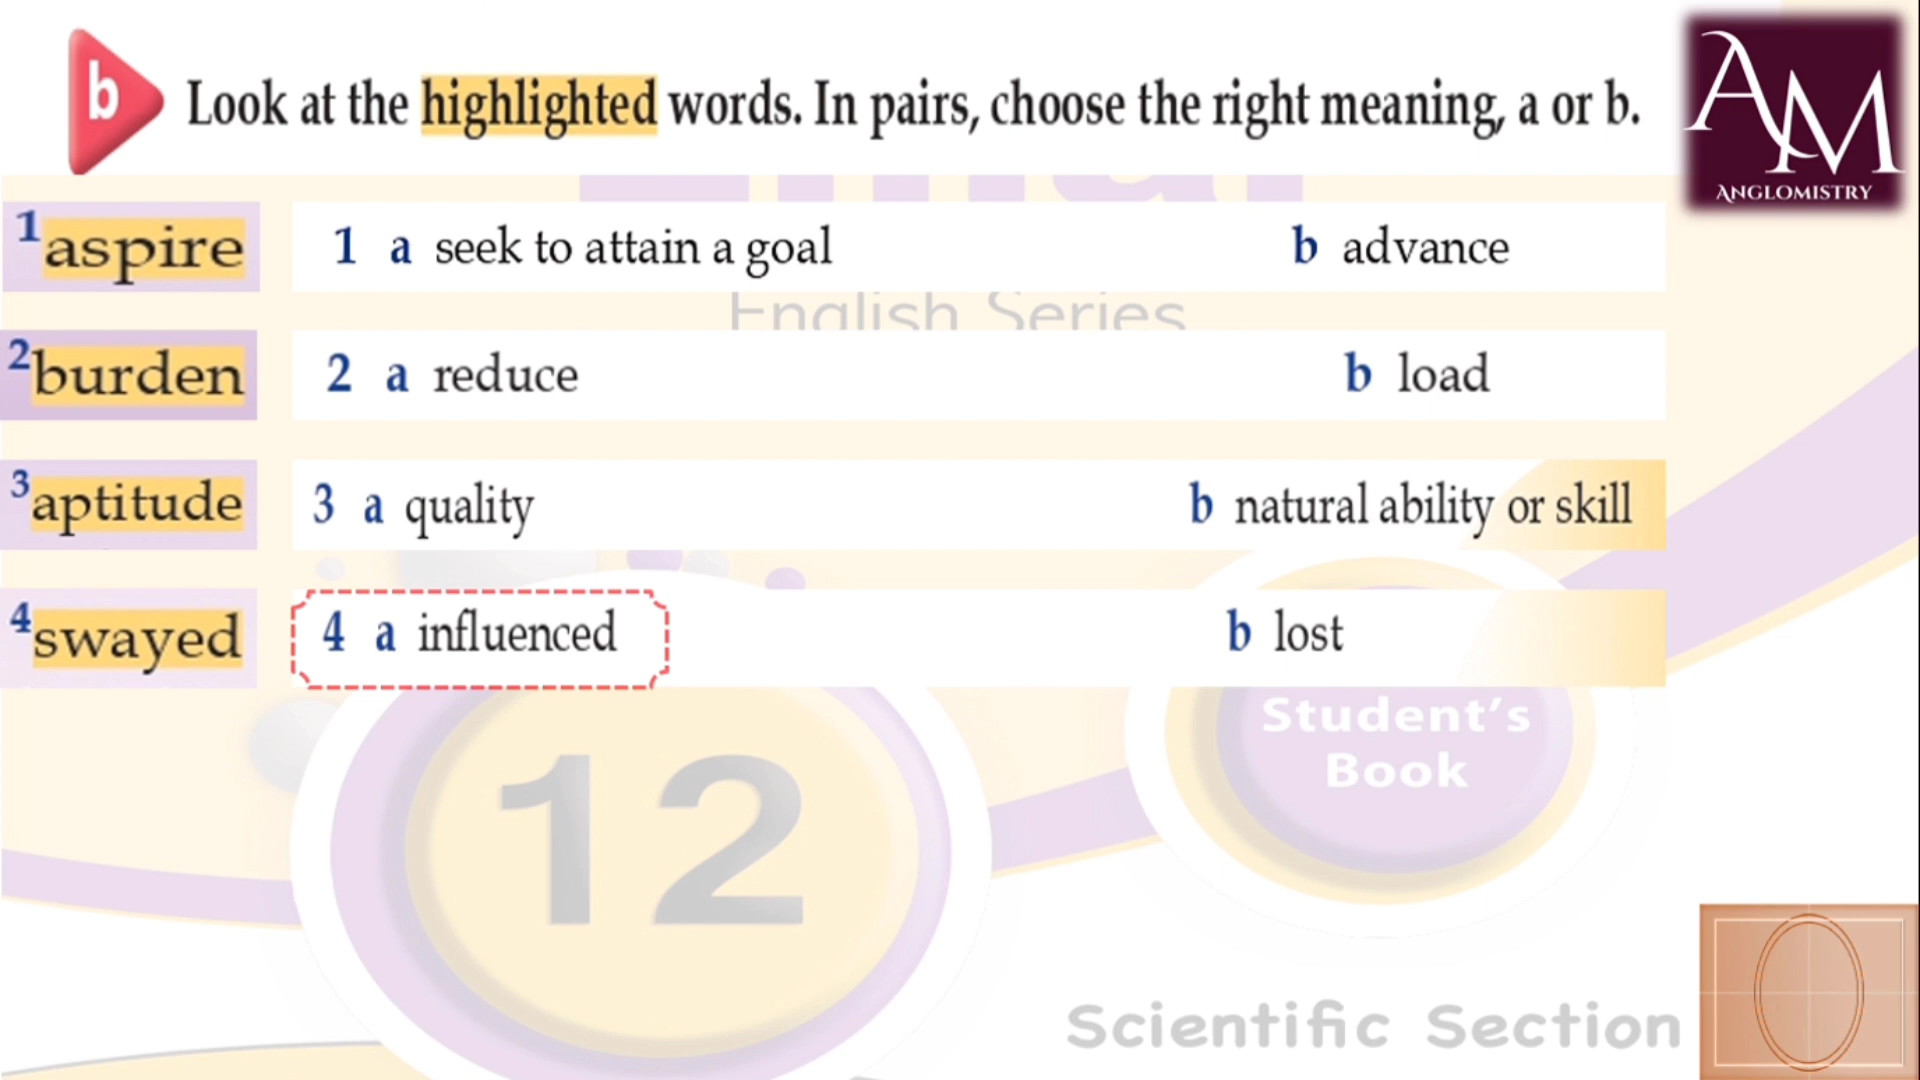 b Look at the highlighted words. In pairs, choose the right meaning, a or b.
AM
ANGLOMISTRY
1 aspire 1 a seek to attain a goal b advance
English Series
2 burden 2 a reduce b load
3 aptitude 3 a quality b natural ability or skill
4 swayed 4 a influenced b lost
Student's
Book
12
Scientific Section